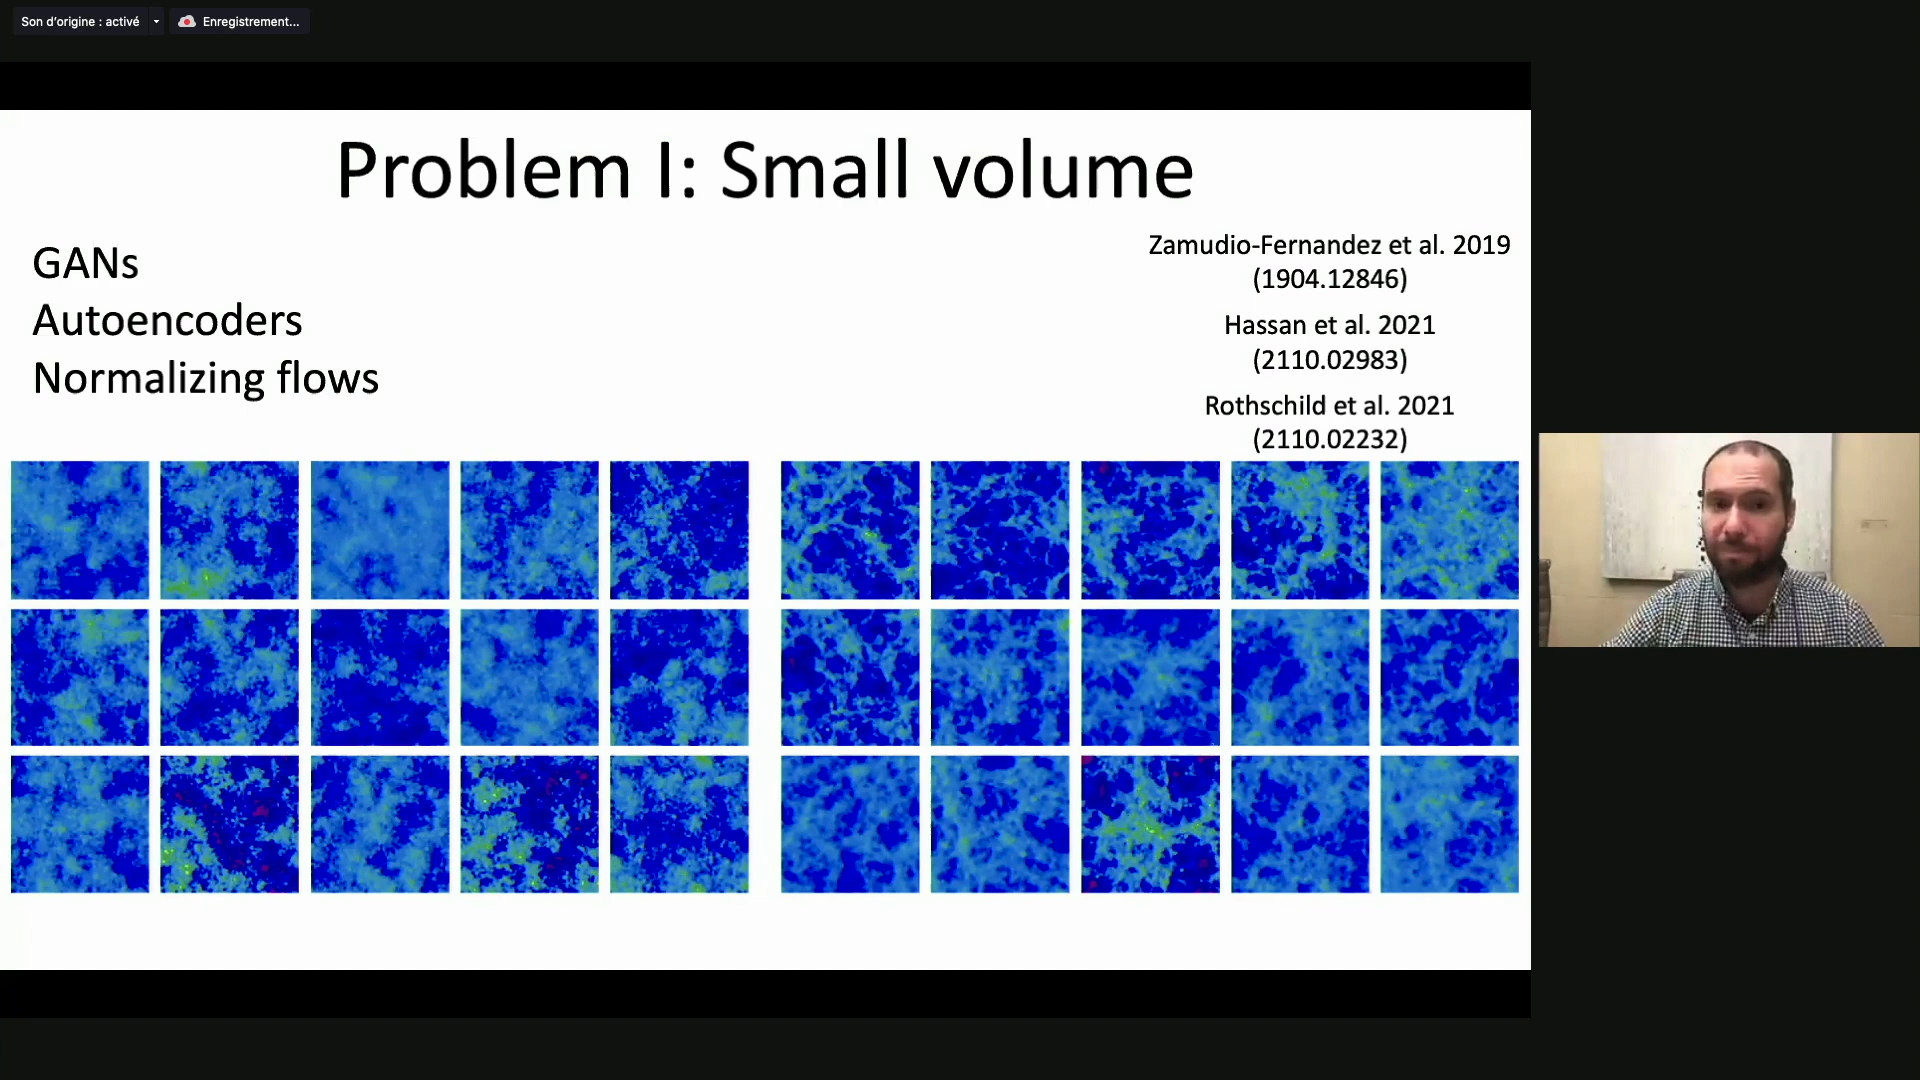 Son d'origine : activé
Enregistrement...
Problem I: Small volume
GANs
Autoencoders
Normalizing flows
Zamudio-Fernandez et al. 2019
(1904.12846)
Hassan et al. 2021
(2110.02983)
Rothschild et al. 2021
(2110.02232)